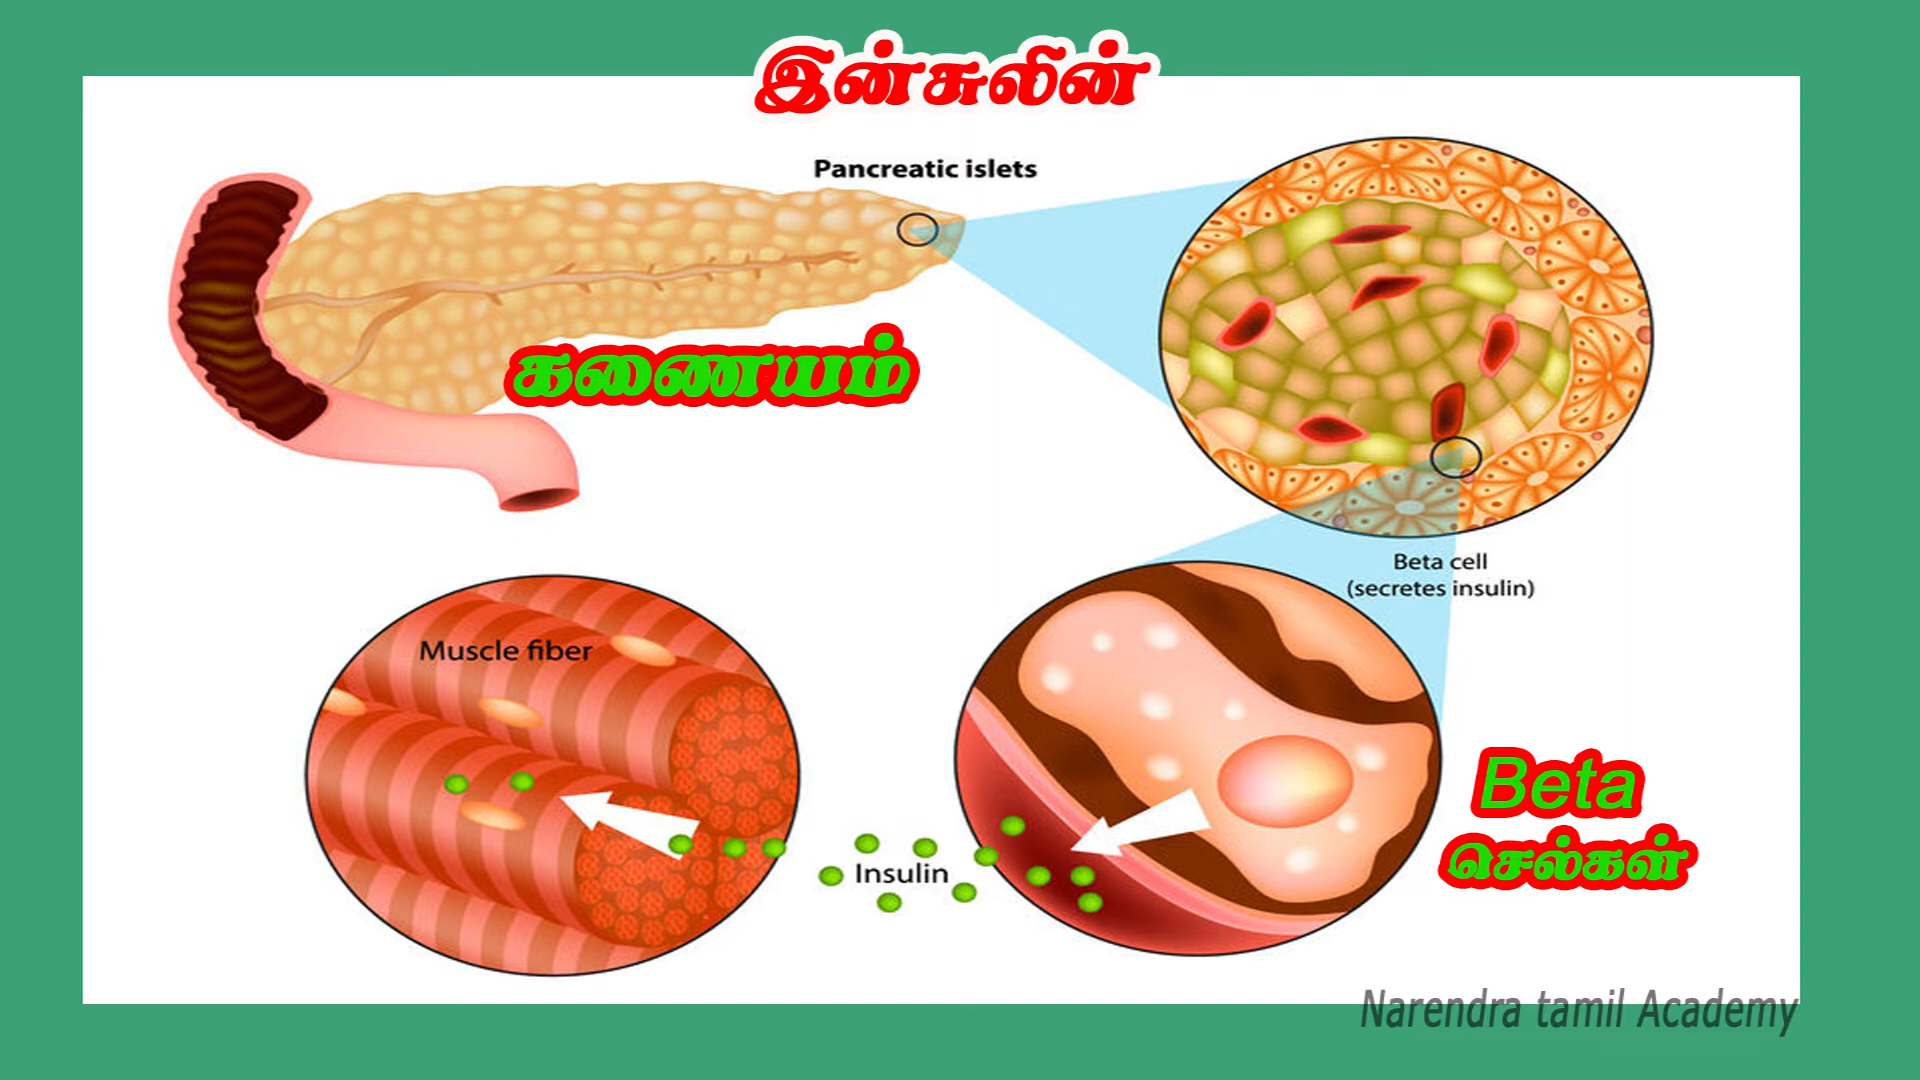 இன்சுலின்
Pancreatic islets
கணையம்
Beta cell
(secretes insulin)
Muscle fiber
Insulin
Beta
செல்கள்
Narendra tamil Academy